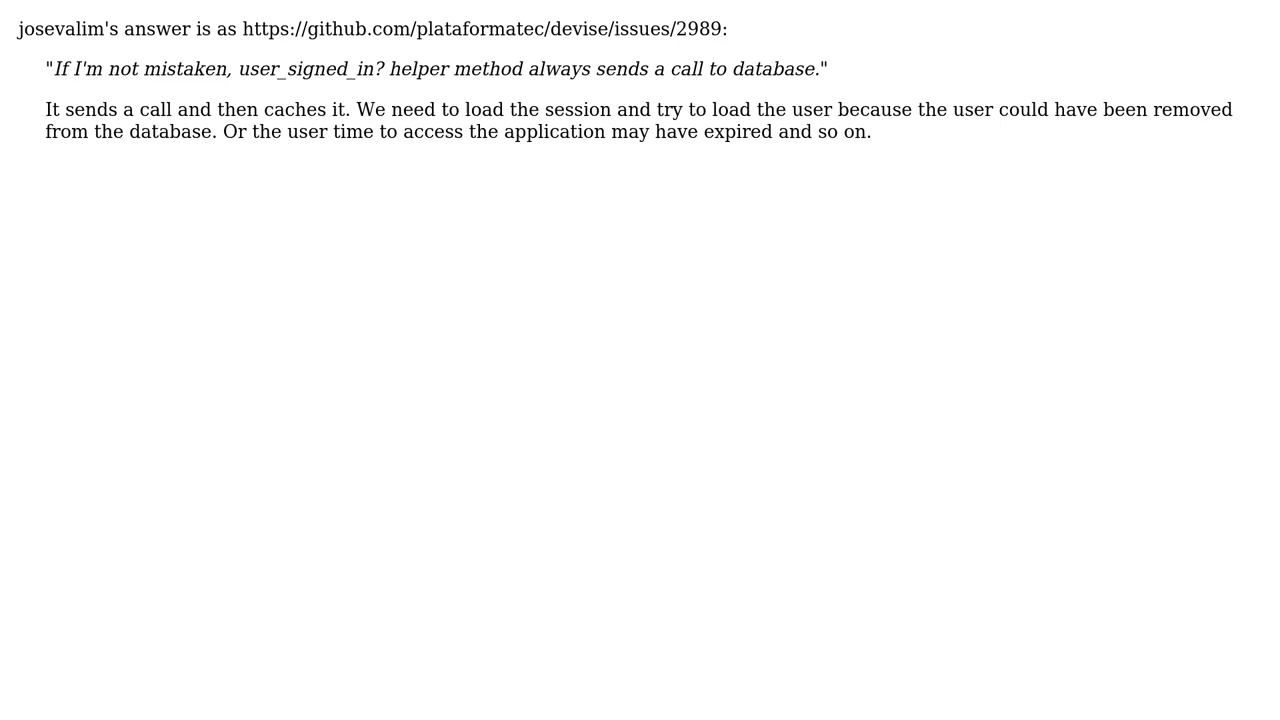 josevalim's answer is as https://github.com/plataformatec/devise/issues/2989:
"If I'm not mistaken, user_signed_in? helper method always sends a call to database."
It sends a call and then caches it. We need to load the session and try to load the user because the user could have been removed
from the database. Or the user time to access the application may have expired and so on.